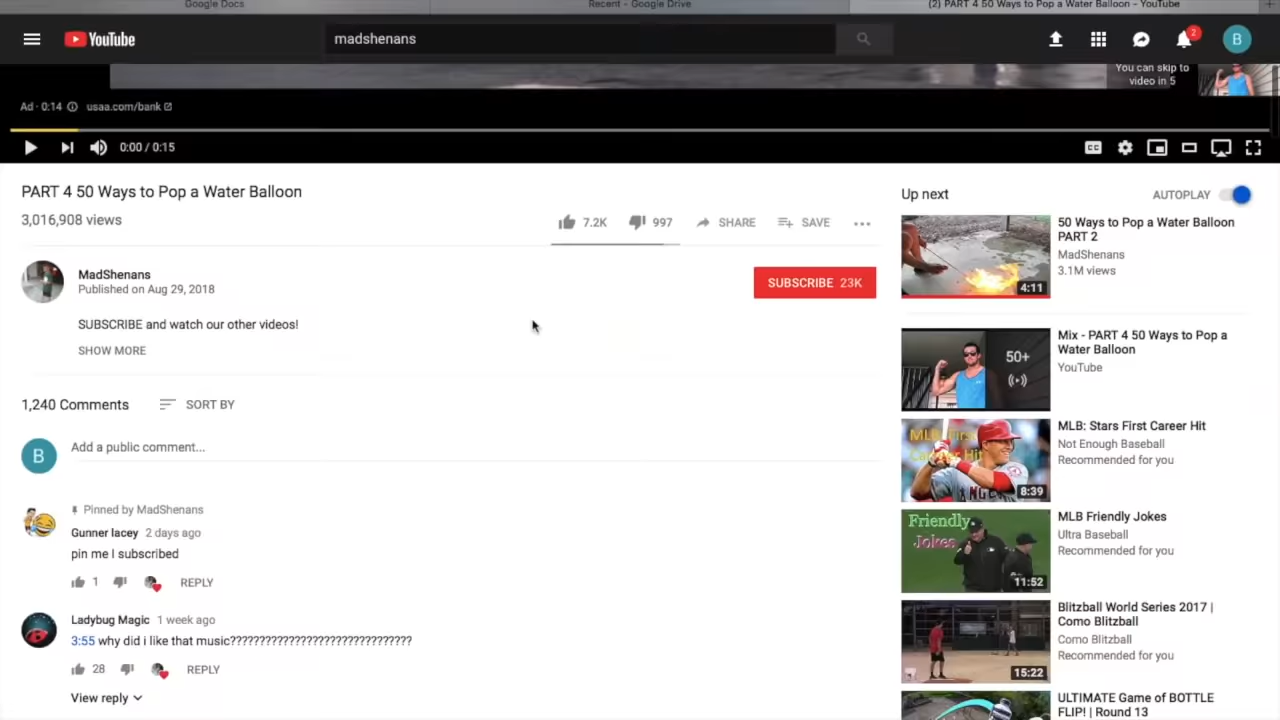 Google Docs
Recent - Google Drive
(2) PART 4 50 Ways to Pop a Water Balloon - YouTube
YouTube
madshenans
2
B
You can skip to
video in 5
Ad · 0:14
usaa.com/bank
0:00 / 0:15
CC
PART 4 50 Ways to Pop a Water Balloon
3,016,908 views
7.2K
997
SHARE
SAVE
MadShenans
Published on Aug 29, 2018
SUBSCRIBE 23K
SUBSCRIBE and watch our other videos!
SHOW MORE
1,240 Comments
SORT BY
B
Add a public comment...
Pinned by MadShenans
Gunner lacey 2 days ago
pin me I subscribed
1
REPLY
Ladybug Magic 1 week ago
3:55 why did i like that music???????????????????????????????
28
REPLY
View reply
Up next
AUTOPLAY
4:11
50 Ways to Pop a Water Balloon
PART 2
MadShenans
3.1M views
50+
Mix - PART 4 50 Ways to Pop a
Water Balloon
YouTube
MLB First
Career Hit
8:39
MLB: Stars First Career Hit
Not Enough Baseball
Recommended for you
Friendly
Jokes
11:52
MLB Friendly Jokes
Ultra Baseball
Recommended for you
15:22
Blitzball World Series 2017 |
Como Blitzball
Como Blitzball
Recommended for you
ULTIMATE Game of BOTTLE
FLIP! | Round 13